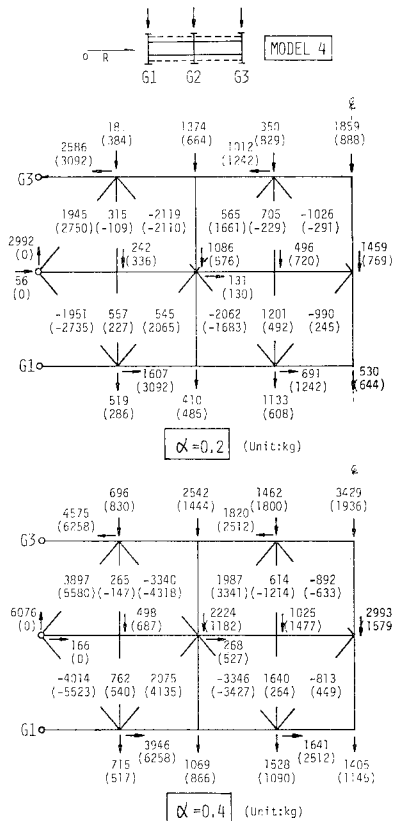 MODEL 4
O R
G1 G2 G3
℄
1374 350 1859
(384) (664) (829) (888)
2586 1012
(3092) (1242)
G3
1945 315 -2119 565 705 -1026
(2750) (-109) (-2110) (1661) (-229) (-291)
2992 242 1086 496 1459
(0) (336) (576) (720) (769)
56 131
(0) (130)
-1951 557 545 -2062 1201 -990
(-2735) (227) (2065) (-1683) (492) (245)
G1
1607 691 530
(3092) (1242) (644)
519 410 1133
(286) (485) (608)
α=0.2 (Unit:kg)
℄
696 2542 1462 3429
(830) (1444) (1800) (1936)
4575 1820
(6258) (2512)
G3
3897 265 -3340 1987 614 -892
(5580) (-147) (-4318) (3341) (-1214) (-633)
6076 498 2224 1025 2993
(0) (687) (1182) (1477) 1579
166 268
(0) (527)
-4014 762 2075 -3346 1640 -813
(-5523) (540) (4135) (-3427) (264) (449)
G1
3946 1641
(6258) (2512)
715 1069 1528 1405
(517) (866) (1090) (1146)
α=0.4 (Unit:kg)